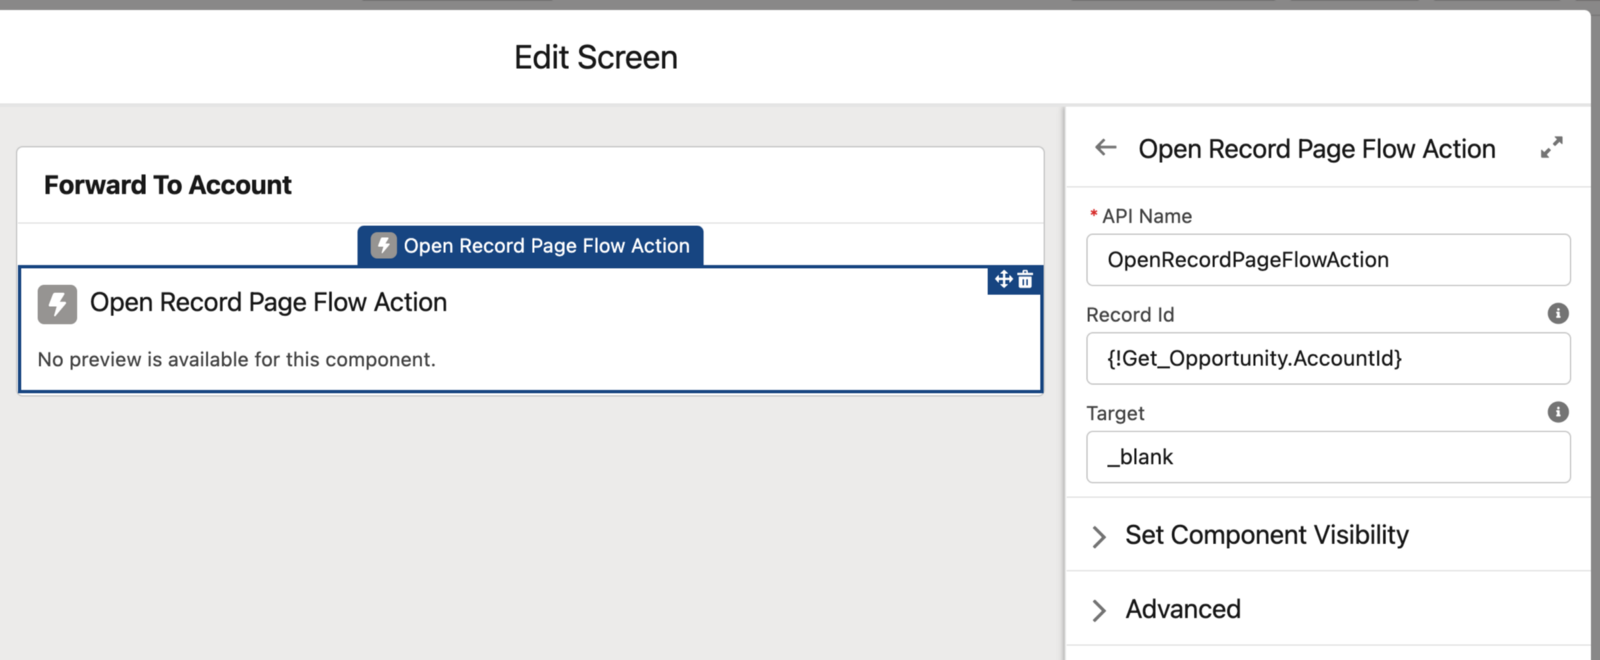 Edit Screen
Forward To Account
Open Record Page Flow Action
Open Record Page Flow Action
No preview is available for this component.
Open Record Page Flow Action
* API Name
OpenRecordPageFlowAction
Record Id
{!Get_Opportunity.AccountId}
Target
_blank
Set Component Visibility
Advanced